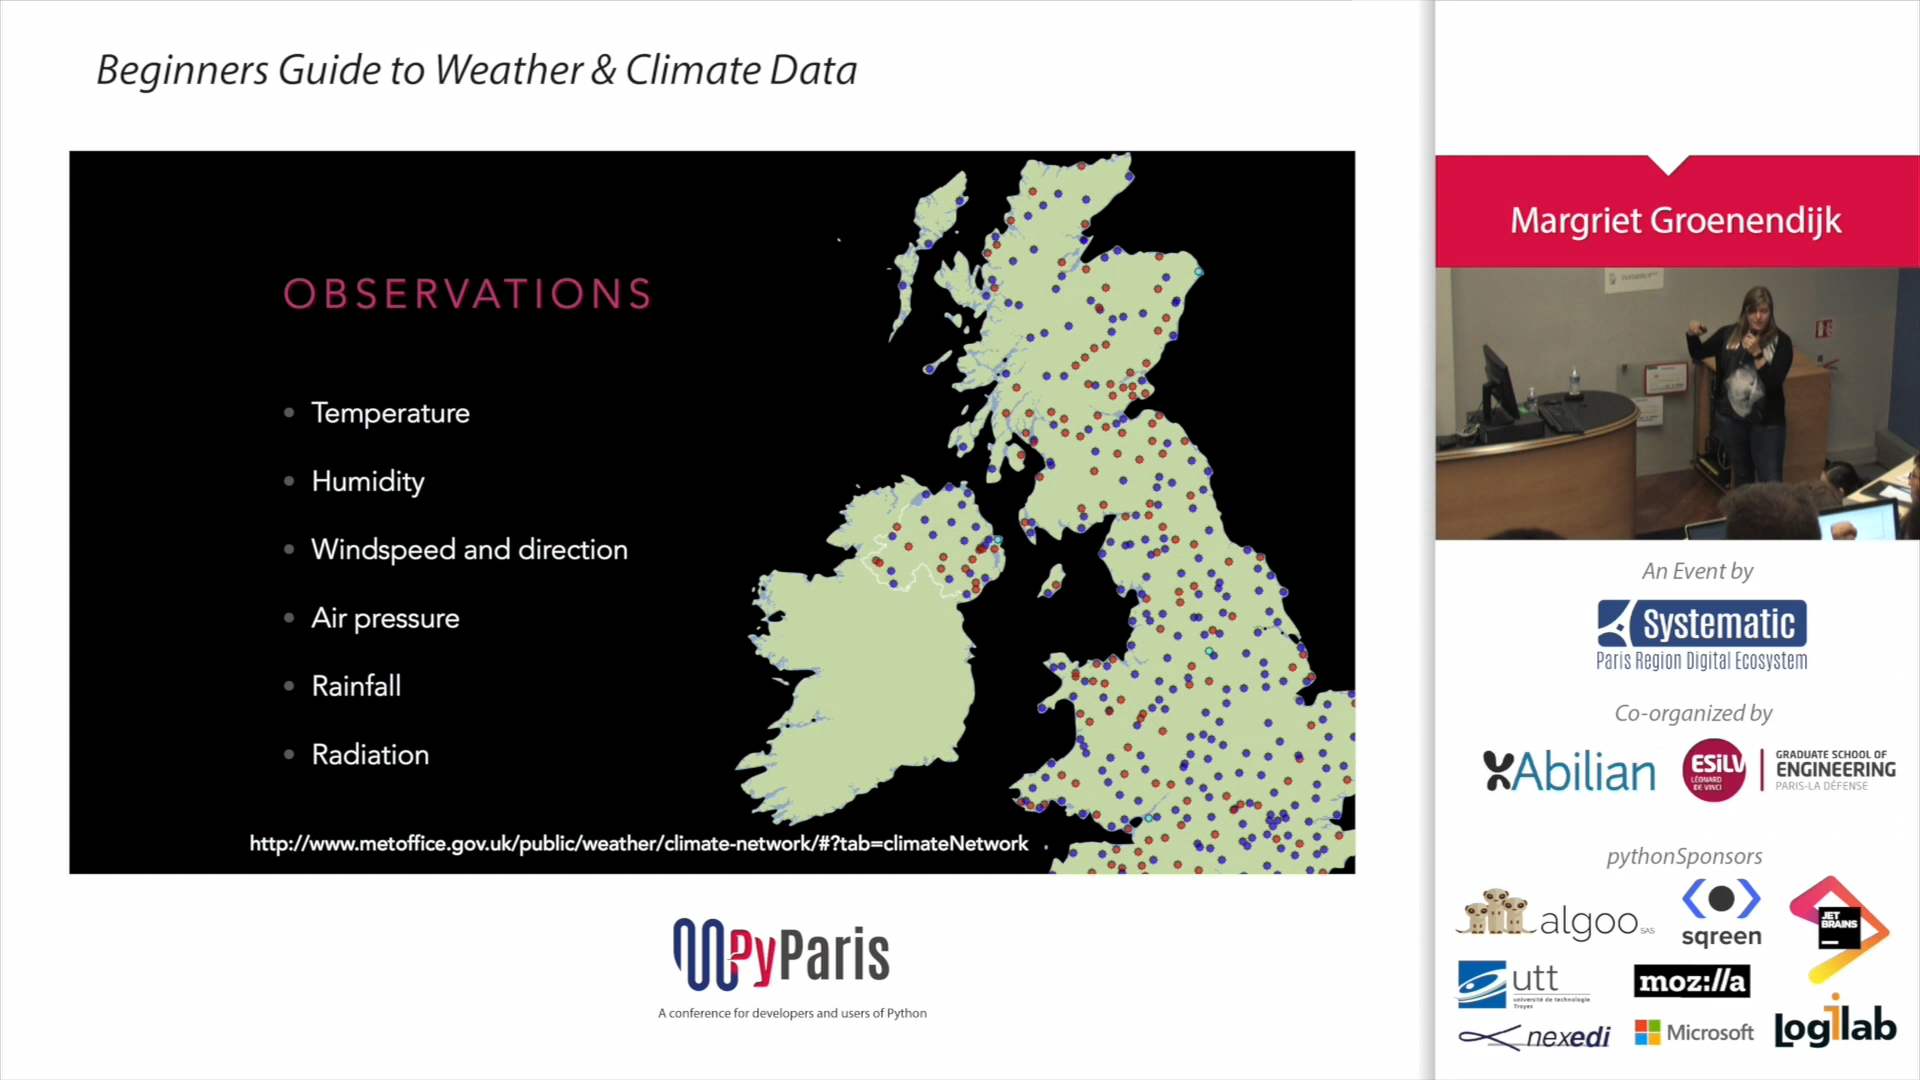 Beginners Guide to Weather & Climate Data
OBSERVATIONS
Temperature
Humidity
Windspeed and direction
Air pressure
Rainfall
Radiation
http://www.metoffice.gov.uk/public/weather/climate-network/#?tab=climateNetwork
PyParis
A conference for developers and users of Python
Margriet Groenendijk
An Event by
Systematic
Paris Region Digital Ecosystem
Co-organized by
Abilian
ESILV
LÉONARD
DE VINCI
GRADUATE SCHOOL OF
ENGINEERING
PARIS-LA DÉFENSE
pythonSponsors
algoo SAS
sqreen
JET
BRAINS
utt
université de technologie
Troyes
moz://a
nexedi
Microsoft
Logilab